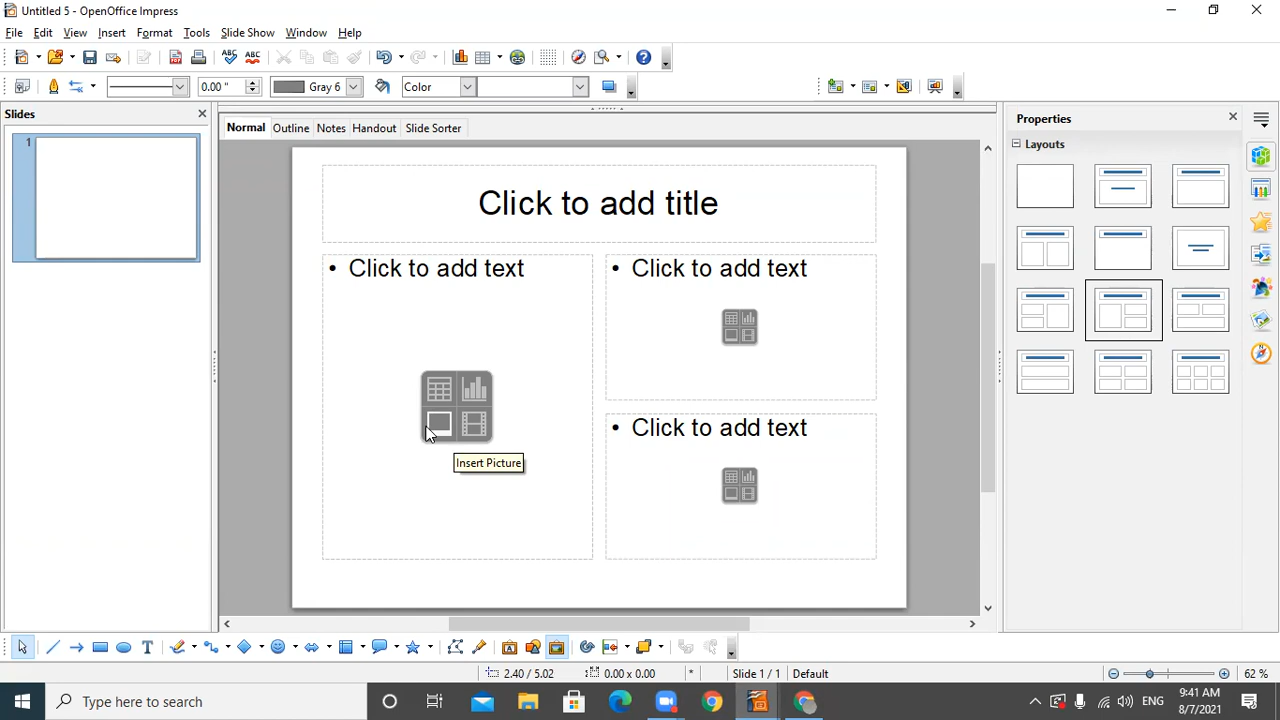 Untitled 5 - OpenOffice Impress
File Edit View Insert Format Tools Slide Show Window Help
0.00 " Gray 6 Color
Slides
1
Normal Outline Notes Handout Slide Sorter
Click to add title
• Click to add text
• Click to add text
• Click to add text
Insert Picture
Properties
Layouts
2.40 / 5.02 0.00 x 0.00 * Slide 1 / 1 Default 62 %
Type here to search
ENG
9:41 AM
8/7/2021